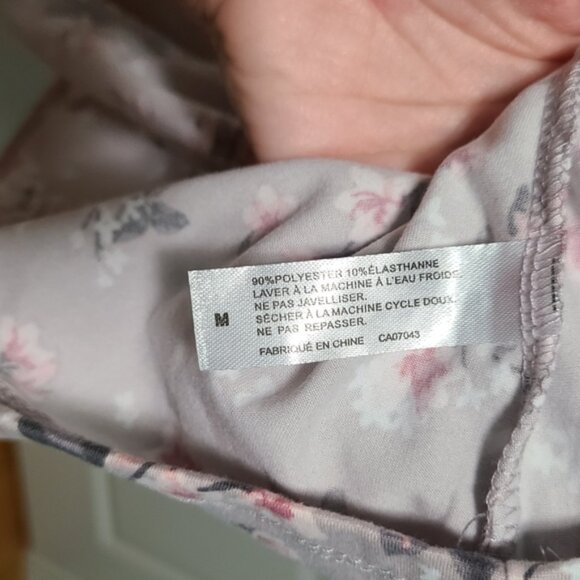 90%POLYESTER 10%ÉLASTHANNE
LAVER À LA MACHINE À L'EAU FROIDE.
NE PAS JAVELLISER.
SÉCHER À LA MACHINE CYCLE DOUX.
NE PAS REPASSER.
FABRIQUÉ EN CHINE CA07043
M